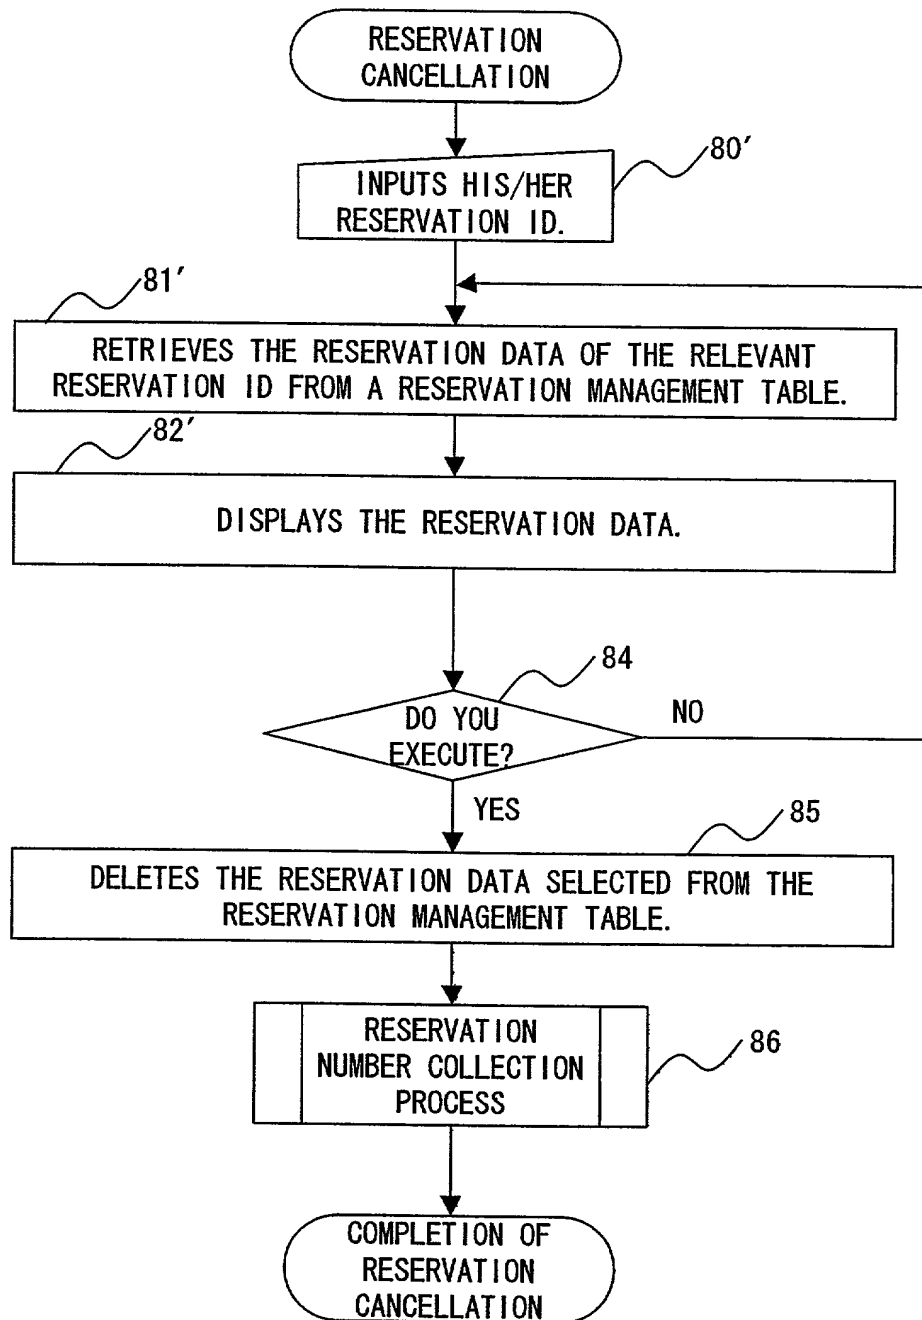 RESERVATION
CANCELLATION
80'
INPUTS HIS/HER
RESERVATION ID.
81'
RETRIEVES THE RESERVATION DATA OF THE RELEVANT
RESERVATION ID FROM A RESERVATION MANAGEMENT TABLE.
82'
DISPLAYS THE RESERVATION DATA.
84
DO YOU
EXECUTE?
NO
YES
85
DELETES THE RESERVATION DATA SELECTED FROM THE
RESERVATION MANAGEMENT TABLE.
RESERVATION
NUMBER COLLECTION
PROCESS
86
COMPLETION OF
RESERVATION
CANCELLATION